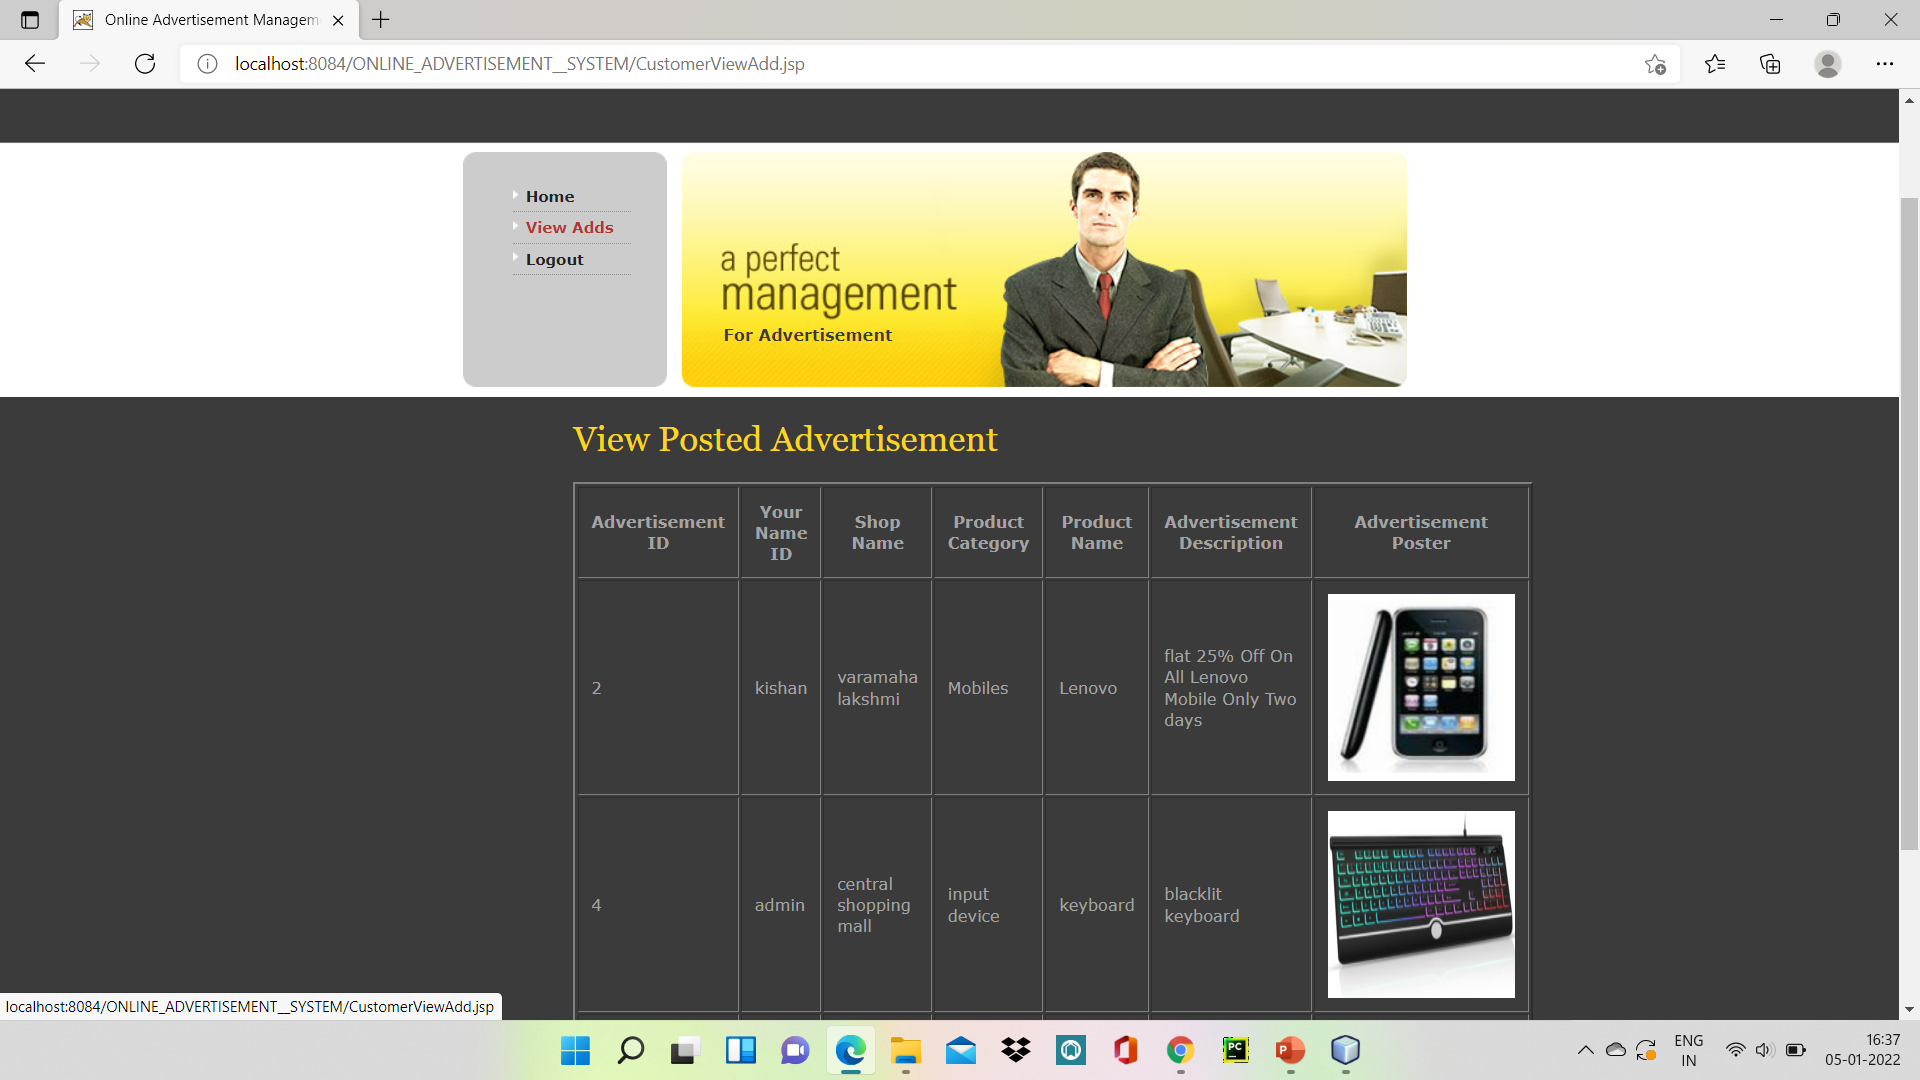 Online Advertisement Managem
localhost:8084/ONLINE_ADVERTISEMENT__SYSTEM/CustomerViewAdd.jsp
Home
View Adds
Logout
a perfect
management
For Advertisement
View Posted Advertisement
Advertisement
ID
Your
Name
ID
Shop
Name
Product
Category
Product
Name
Advertisement
Description
Advertisement
Poster
2
kishan
varamaha
lakshmi
Mobiles
Lenovo
flat 25% Off On
All Lenovo
Mobile Only Two
days
4
admin
central
shopping
mall
input
device
keyboard
blacklit
keyboard
localhost:8084/ONLINE_ADVERTISEMENT__SYSTEM/CustomerViewAdd.jsp
PC
P
ENG
IN
16:37
05-01-2022